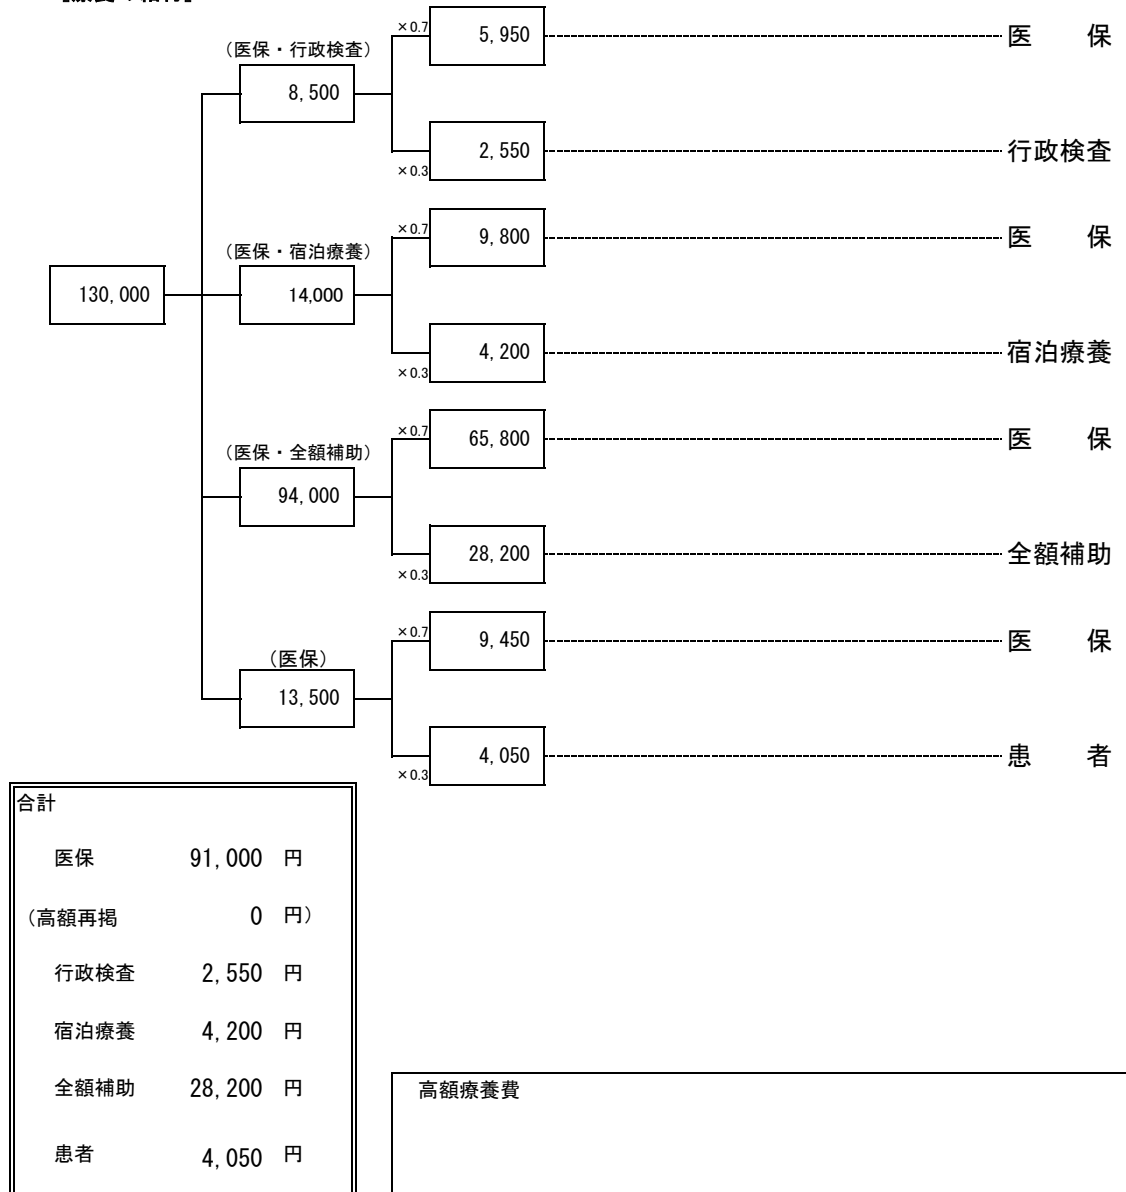 ×0.7 5,950 医 保
（医保・行政検査）
8,500
2,550 行政検査
×0.3
×0.7 9,800 医 保
（医保・宿泊療養）
130,000 14,000
4,200 宿泊療養
×0.3
×0.7 65,800 医 保
（医保・全額補助）
94,000
28,200 全額補助
×0.3
×0.7 9,450 医 保
（医保）
13,500
4,050 患 者
×0.3
合計
医保 91,000 円
（高額再掲 0 円）
行政検査 2,550 円
宿泊療養 4,200 円
全額補助 28,200 円
患者 4,050 円
高額療養費